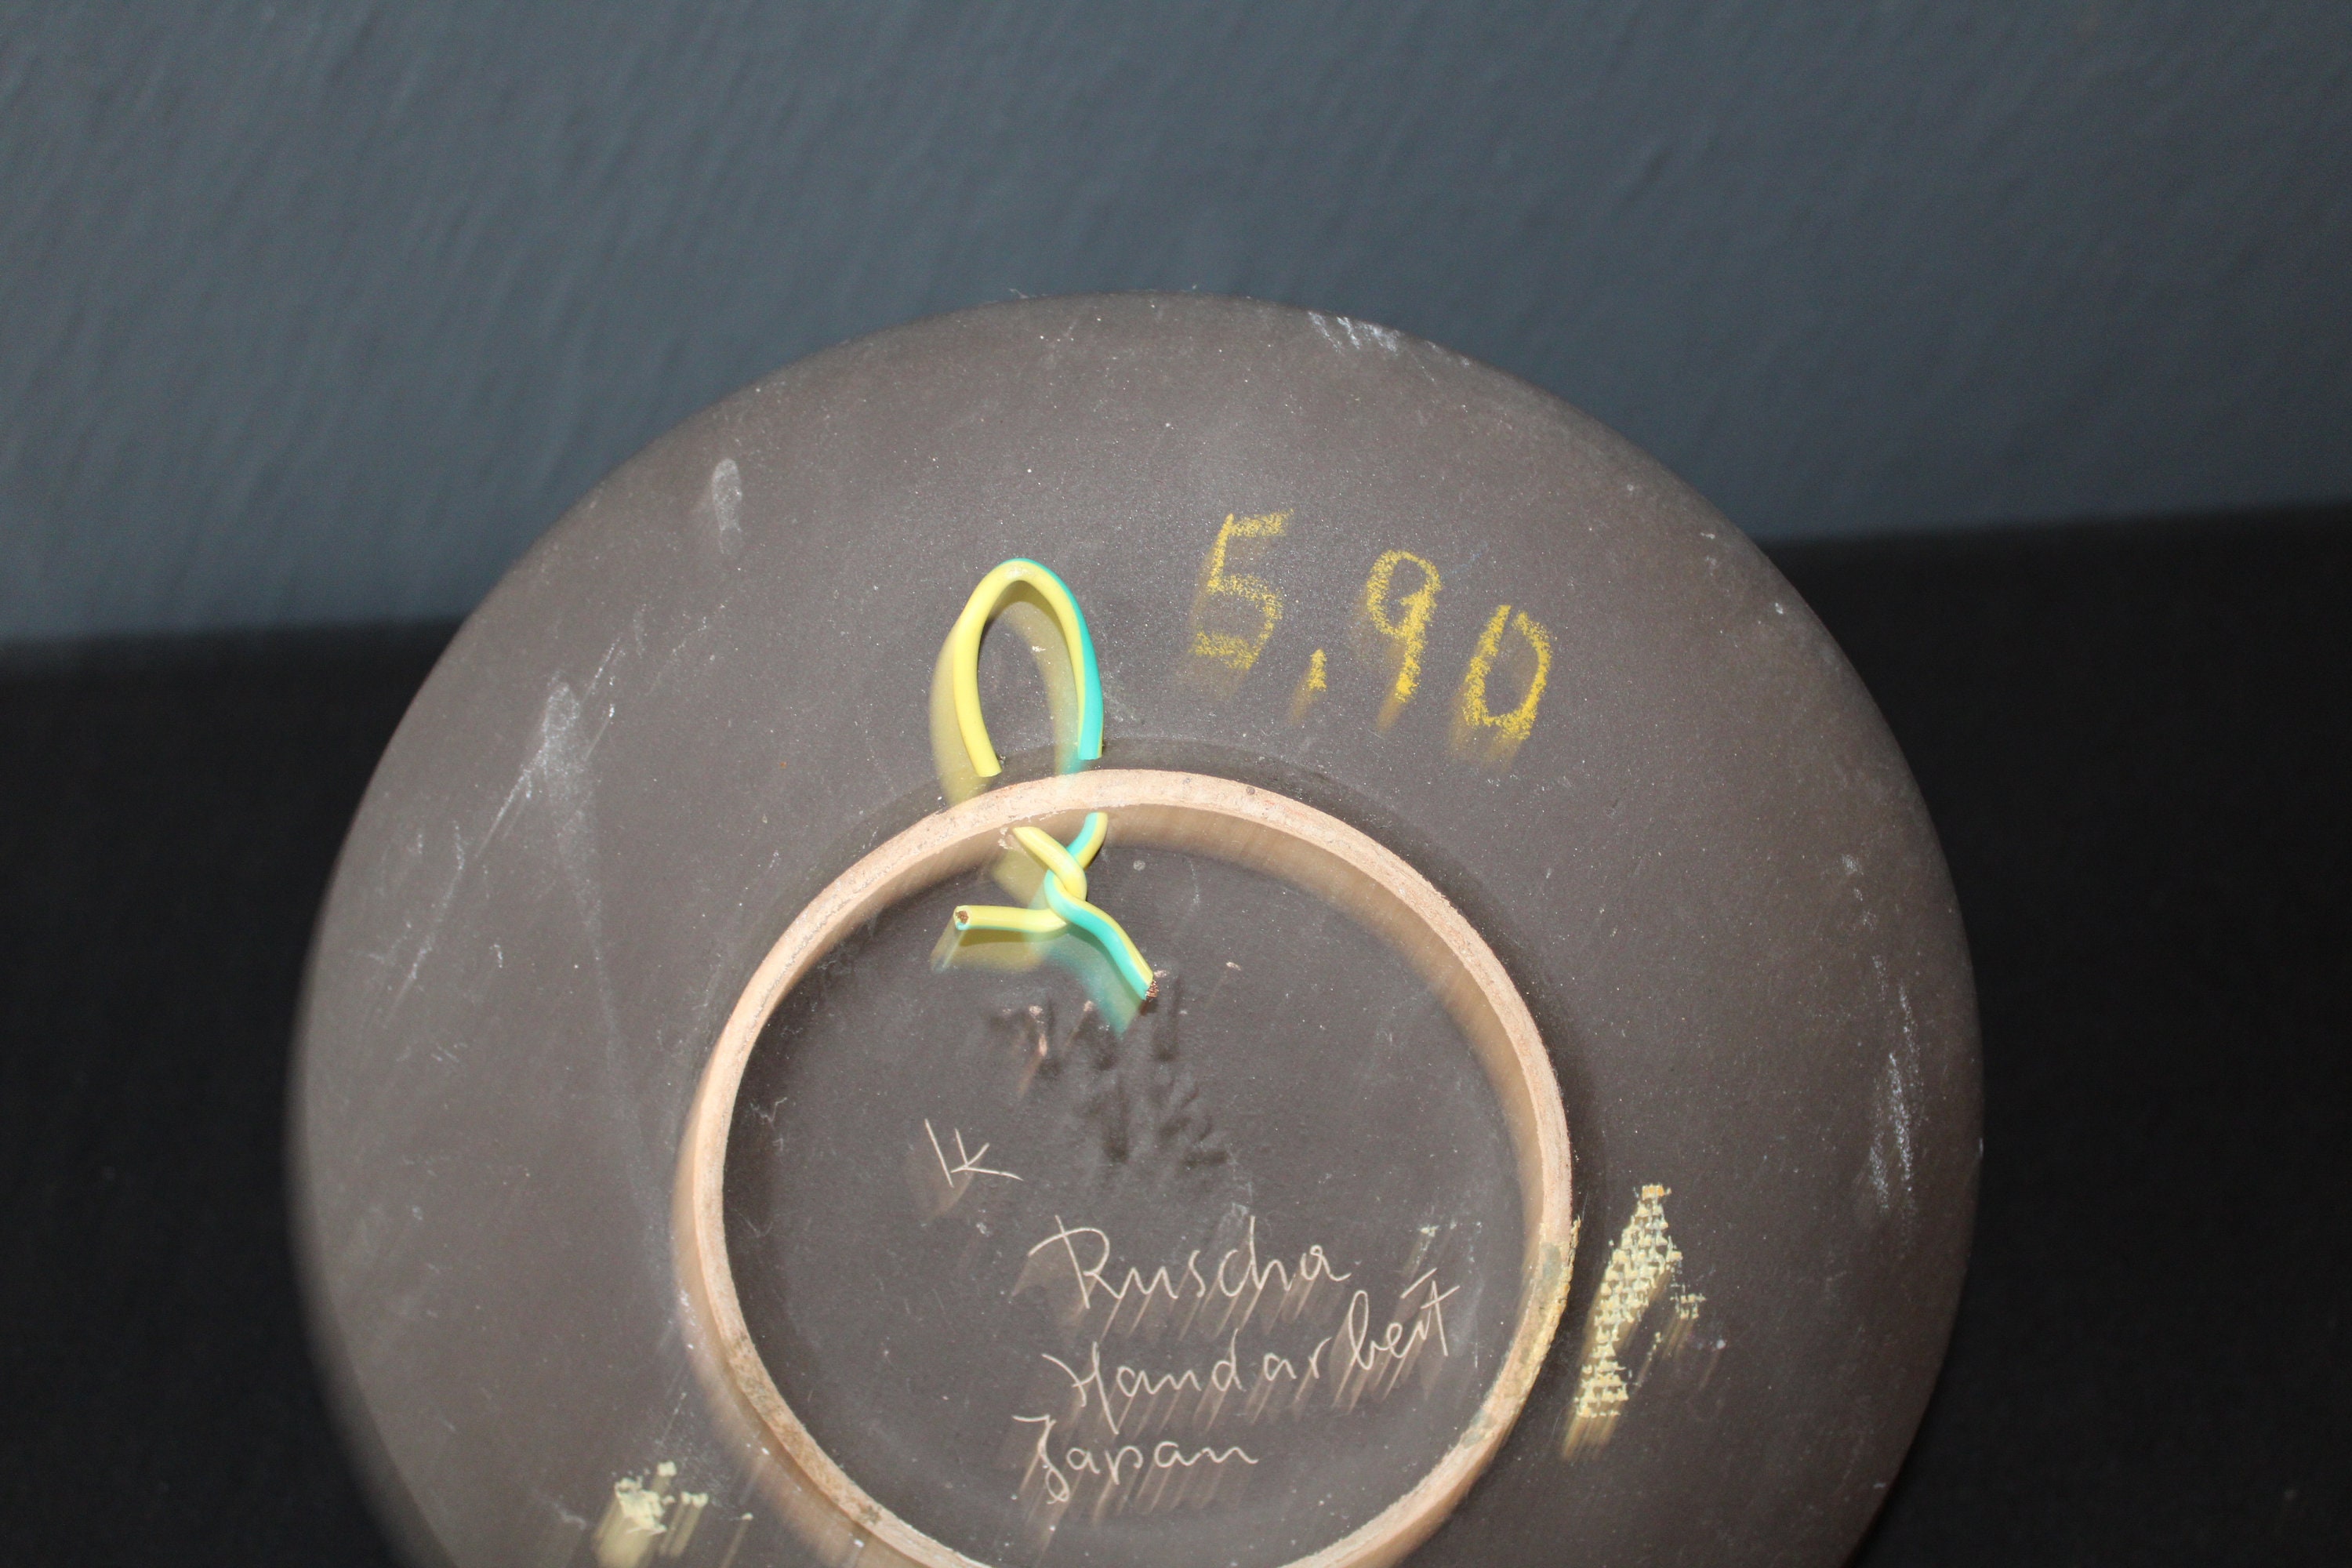 5,90
K
Ruscha
Handarbeit
Japan